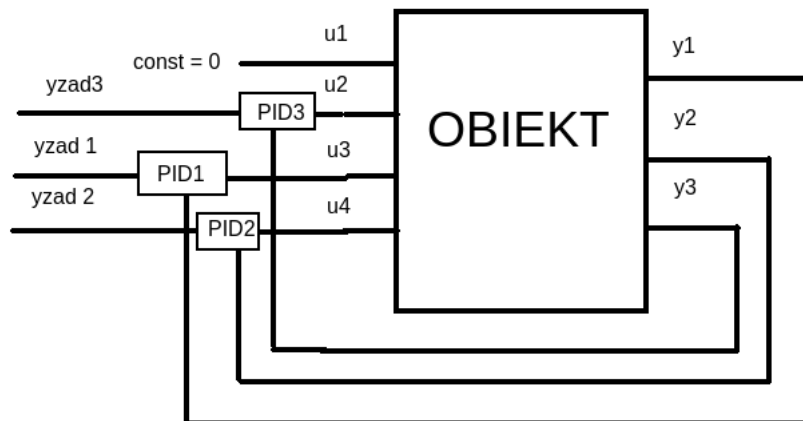 u1
y1
const = 0
yzad3
u2
PID3
OBIEKT
y2
yzad 1
PID1
u3
y3
yzad 2
PID2
u4